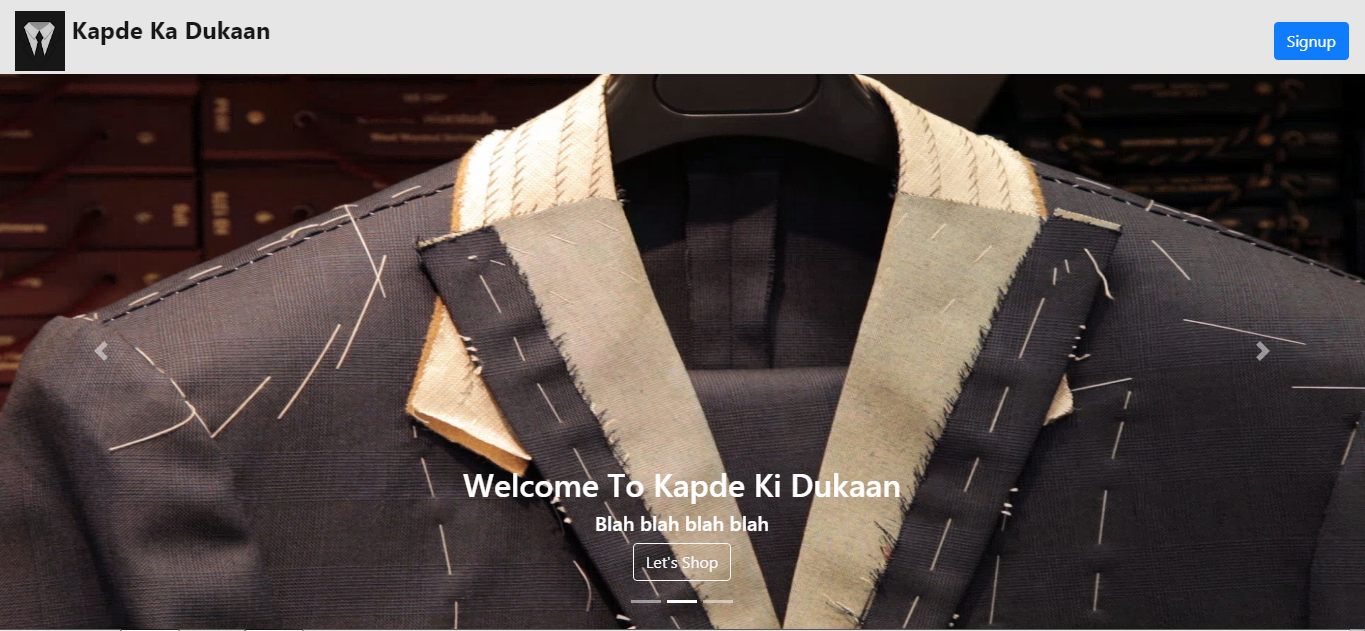 Kapde Ka Dukaan
Signup
Welcome To Kapde Ki Dukaan
Blah blah blah blah
Let's Shop